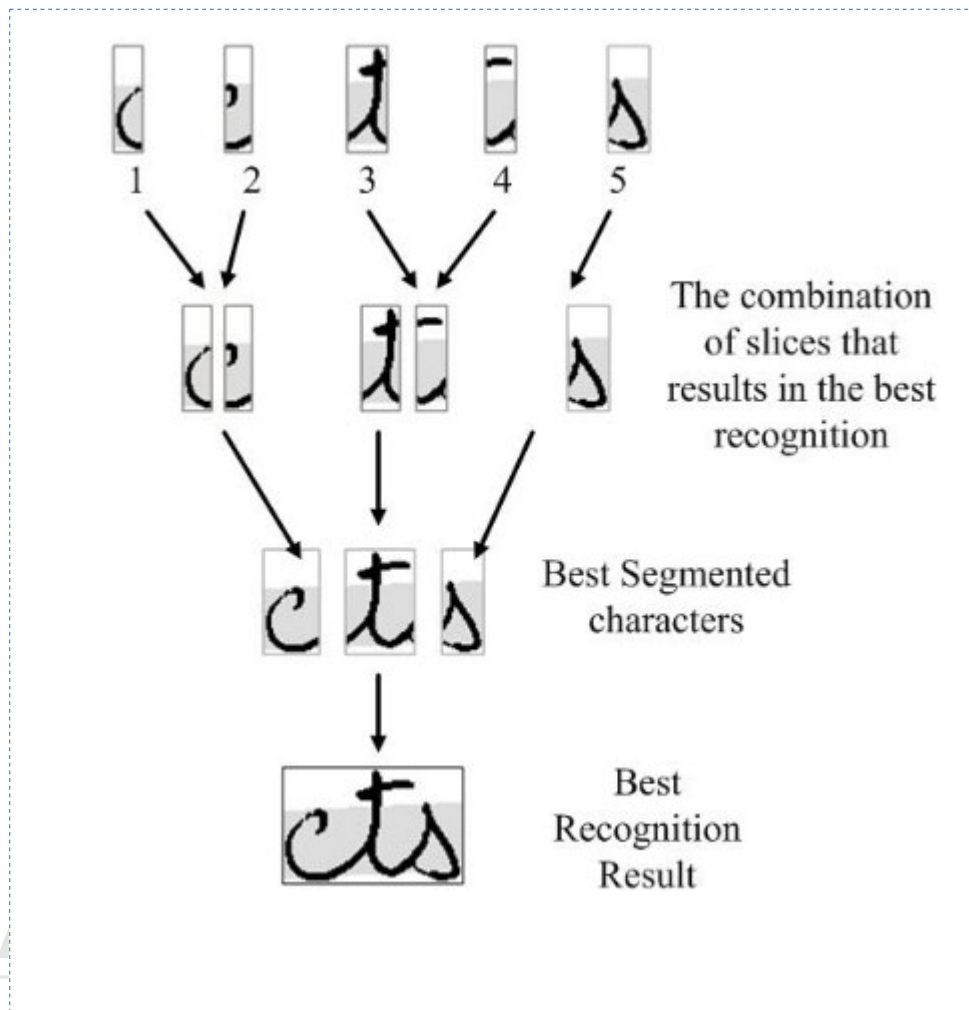 1 2 3 4 5
The combination
of slices that
results in the best
recognition
c t s
Best Segmented
characters
cts
Best
Recognition
Result